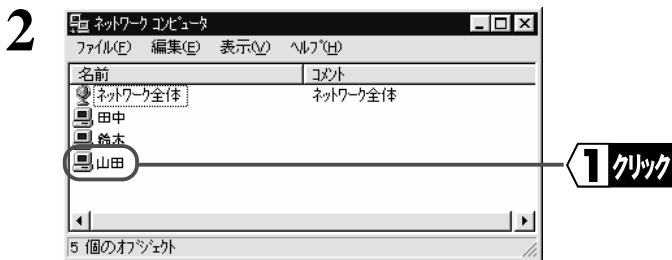 2
ネットワーク コンピュータ
ファイル(F) 編集(E) 表示(V) ヘルプ(H)
名前 コメント
ネットワーク全体 ネットワーク全体
田中
鈴木
山田
1 クリック
5 個のオブジェクト